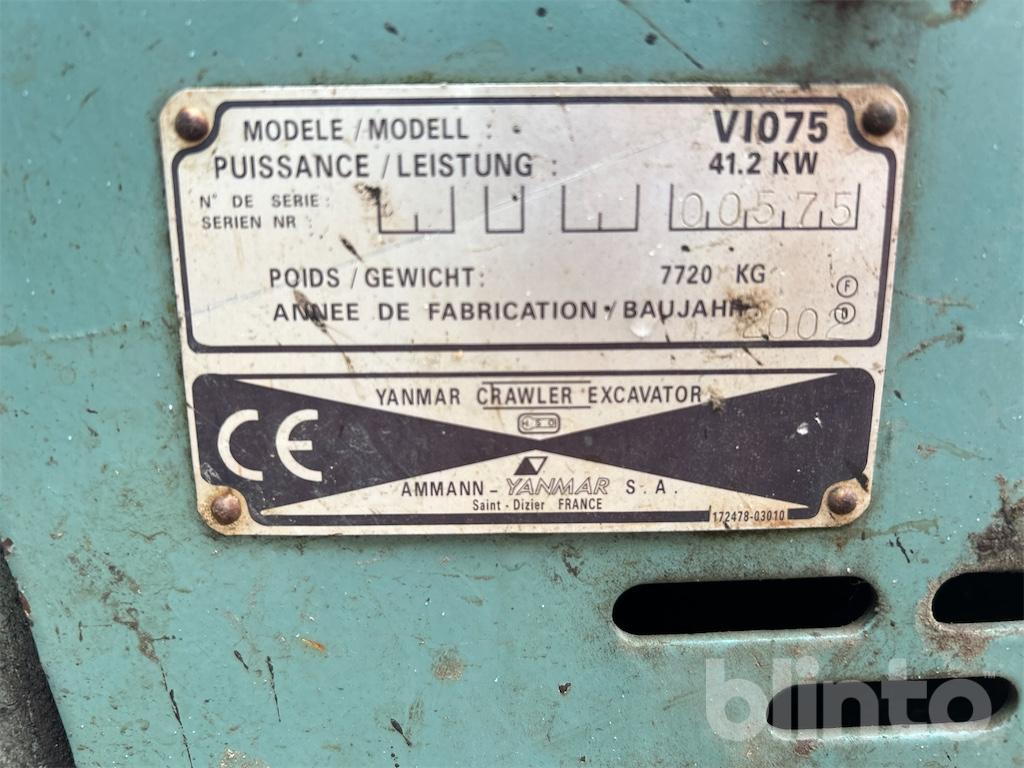 MODELE / MODELL : VIO75
PUISSANCE / LEISTUNG : 41.2 KW
N° DE SERIE :
SERIEN NR : 00575
POIDS / GEWICHT : 7720 KG
ANNEE DE FABRICATION / BAUJAHR : 2002
F
D
YANMAR CRAWLER EXCAVATOR
CE
AMMANN - YANMAR S.A.
Saint - Dizier FRANCE
172478-03010
blinto